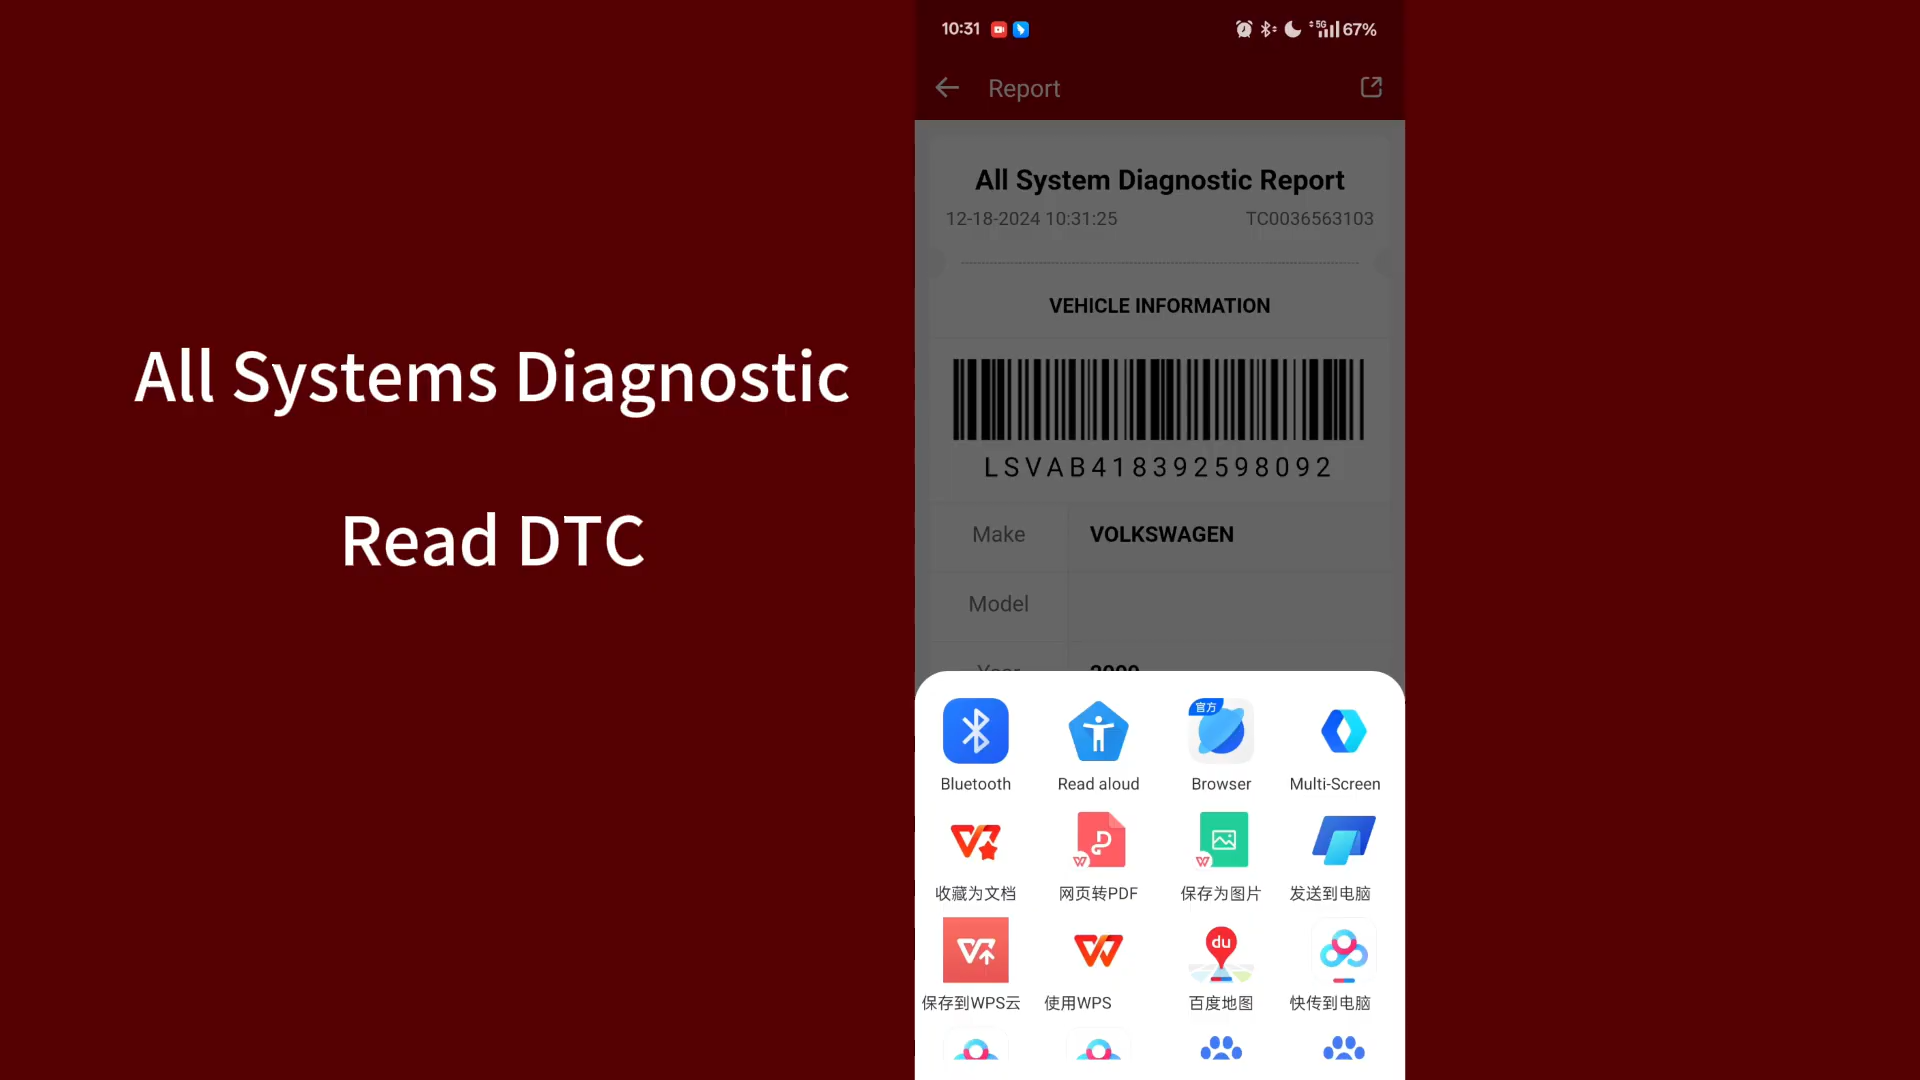 All Systems Diagnostic
Read DTC
10:31
5G
67%
Report
All System Diagnostic Report
12-18-2024 10:31:25
TC0036563103
VEHICLE INFORMATION
LSVAB418392598092
Make
VOLKSWAGEN
Model
Year
2009
官方
Bluetooth
Read aloud
Browser
Multi-Screen
收藏为文档
网页转PDF
保存为图片
发送到电脑
du
保存到WPS云
使用WPS
百度地图
快传到电脑